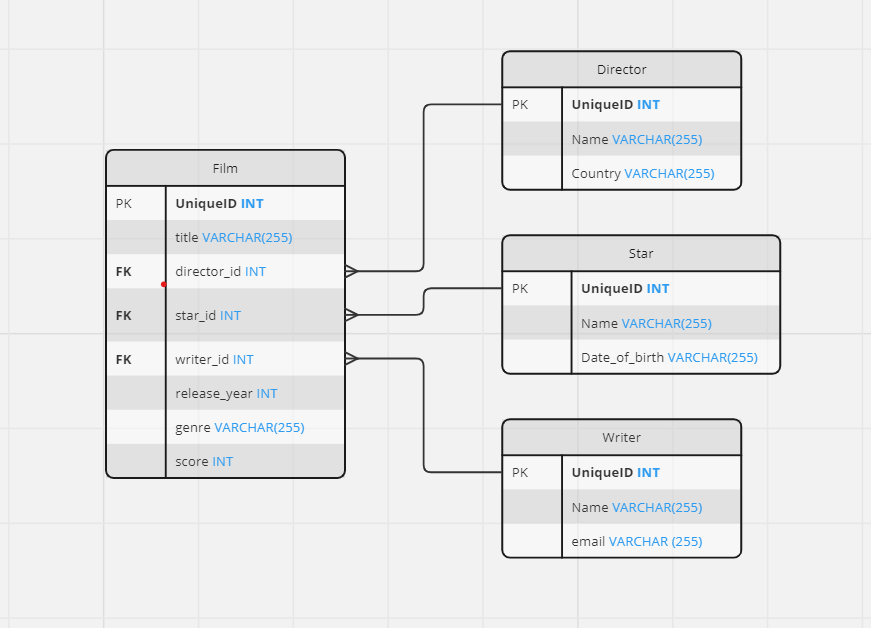 Film
PK UniqueID INT
title VARCHAR(255)
FK director_id INT
FK star_id INT
FK writer_id INT
release_year INT
genre VARCHAR(255)
score INT
Director
PK UniqueID INT
Name VARCHAR(255)
Country VARCHAR(255)
Star
PK UniqueID INT
Name VARCHAR(255)
Date_of_birth VARCHAR(255)
Writer
PK UniqueID INT
Name VARCHAR(255)
email VARCHAR (255)